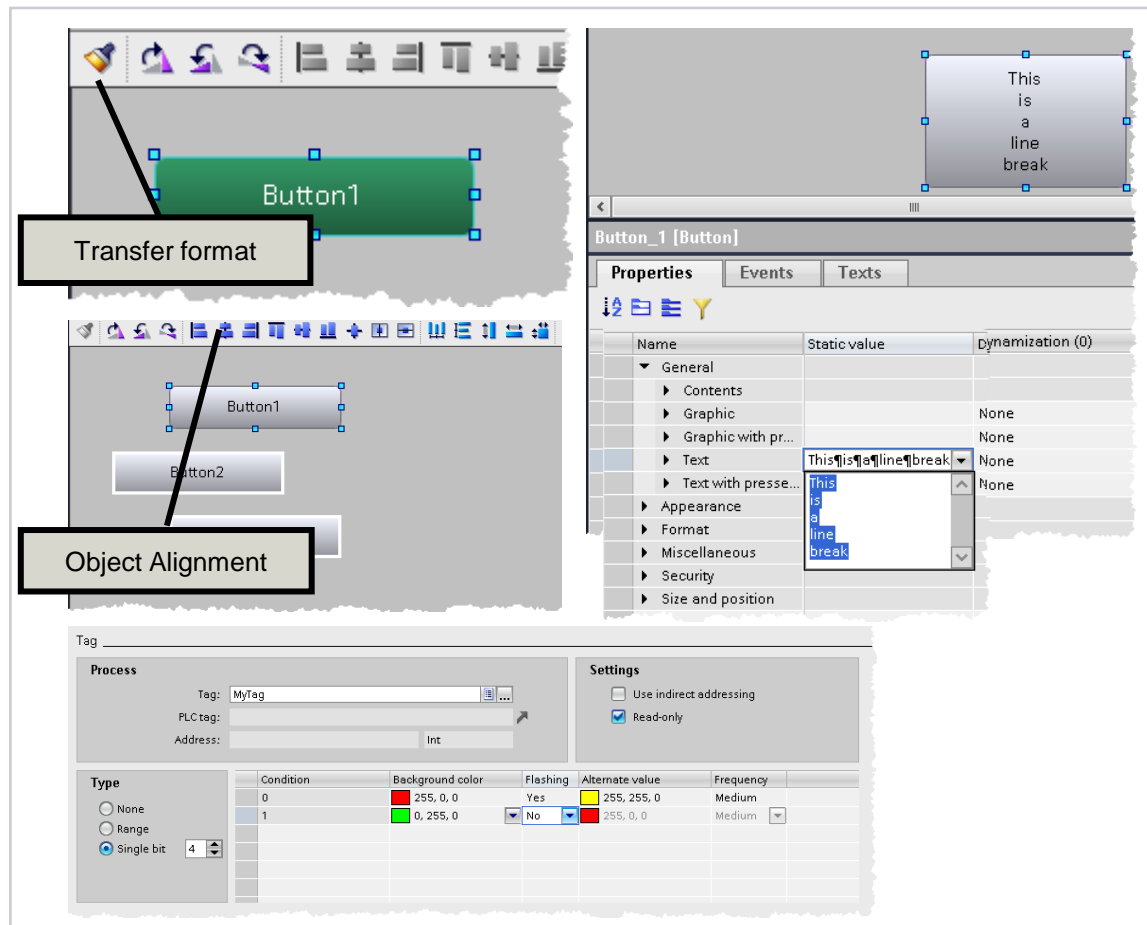 Button1
Transfer format
Button1
Button2
Object Alignment
This
is
a
line
break
Button_1 [Button]
Properties Events Texts
Name Static value Dynamization (0)
General
Contents
Graphic None
Graphic with pr... None
Text This¶is¶a¶line¶break None
Text with presse... None
This
is
a
line
break
Appearance
Format
Miscellaneous
Security
Size and position
Tag
Process
Tag: MyTag ...
PLC tag:
Address: Int
Settings
Use indirect addressing
Read-only
Type
None
Range
Single bit 4
Condition Background color Flashing Alternate value Frequency
0 255, 0, 0 Yes 255, 255, 0 Medium
1 0, 255, 0 No 255, 0, 0 Medium